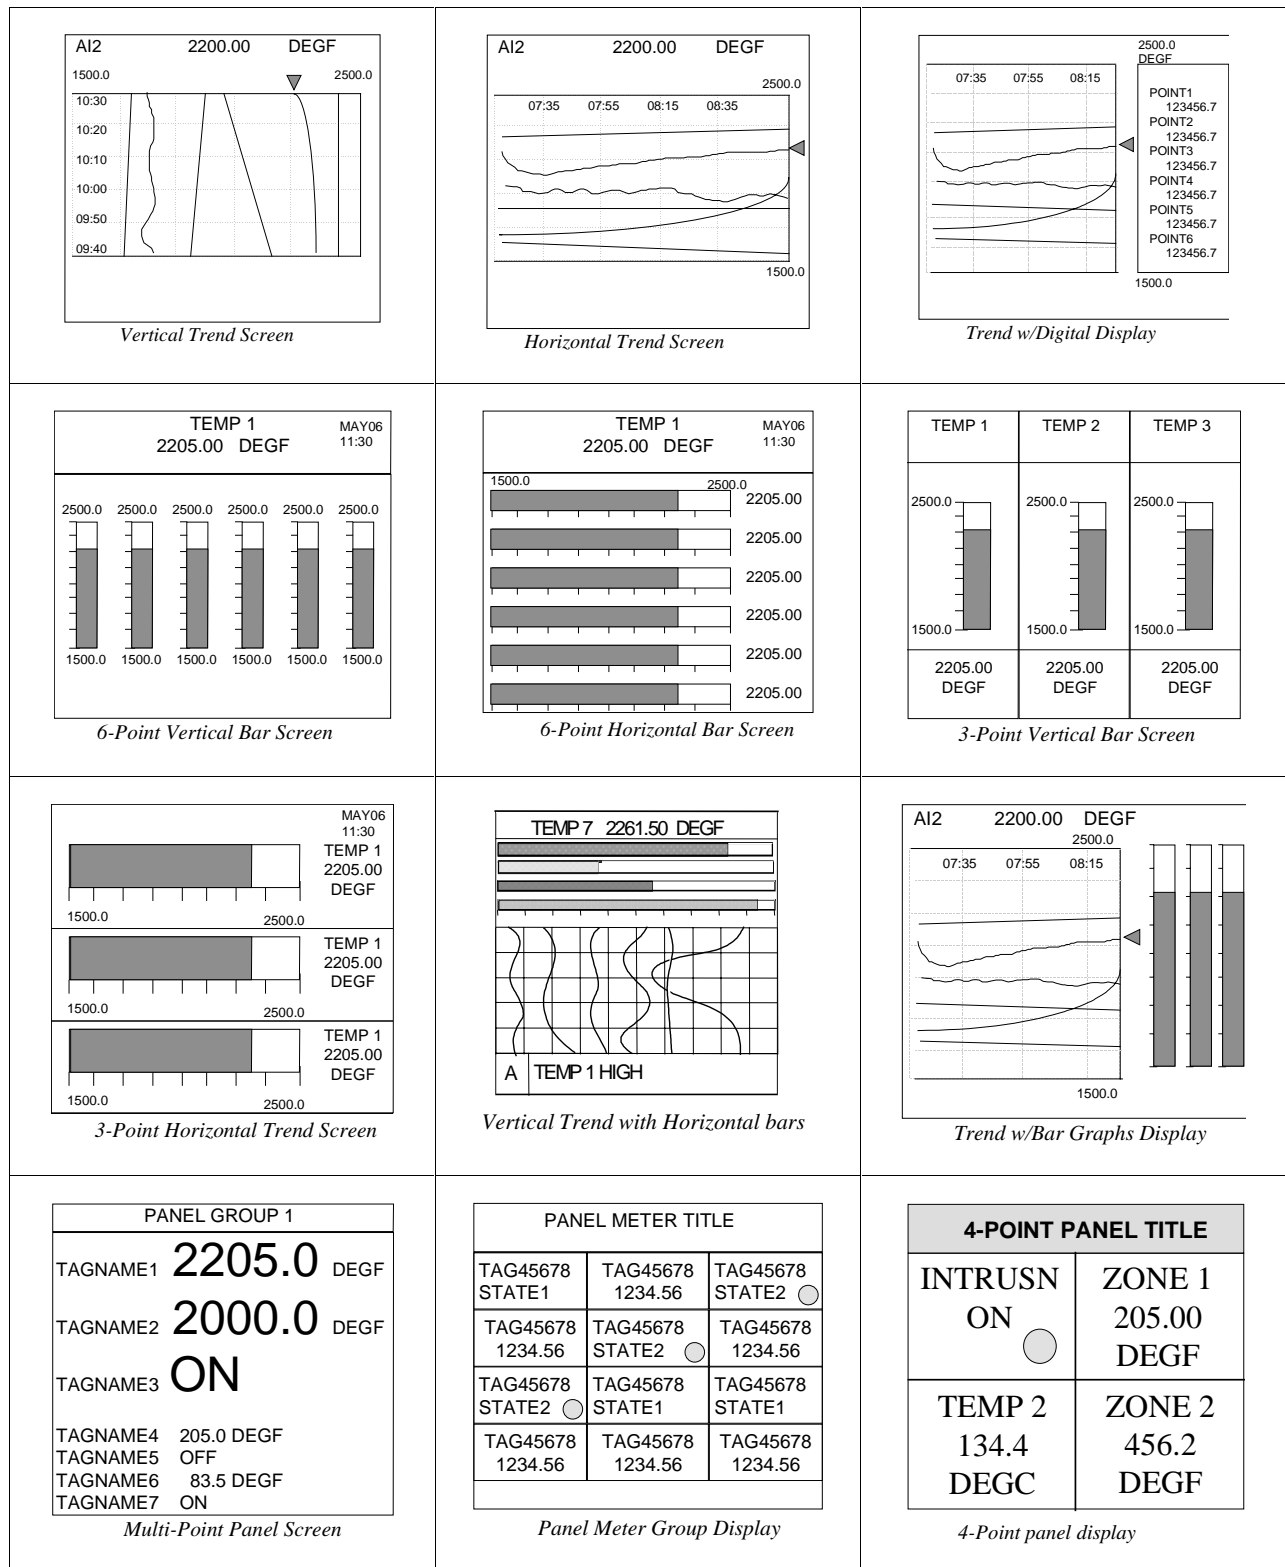 AI2 2200.00 DEGF
1500.0 2500.0
10:30
10:20
10:10
10:00
09:50
09:40
Vertical Trend Screen
AI2 2200.00 DEGF
2500.0
07:35 07:55 08:15 08:35
1500.0
Horizontal Trend Screen
2500.0
DEGF
07:35 07:55 08:15
POINT1
123456.7
POINT2
123456.7
POINT3
123456.7
POINT4
123456.7
POINT5
123456.7
POINT6
123456.7
1500.0
Trend w/Digital Display
TEMP 1 MAY06
2205.00 DEGF 11:30
2500.0 2500.0 2500.0 2500.0 2500.0 2500.0
1500.0 1500.0 1500.0 1500.0 1500.0 1500.0
6-Point Vertical Bar Screen
TEMP 1 MAY06
2205.00 DEGF 11:30
1500.0 2500.0
2205.00
2205.00
2205.00
2205.00
2205.00
2205.00
6-Point Horizontal Bar Screen
TEMP 1 TEMP 2 TEMP 3
2500.0 2500.0 2500.0
1500.0 1500.0 1500.0
2205.00 2205.00 2205.00
DEGF DEGF DEGF
3-Point Vertical Bar Screen
MAY06
11:30
TEMP 1
2205.00
DEGF
1500.0 2500.0
TEMP 1
2205.00
DEGF
1500.0 2500.0
TEMP 1
2205.00
DEGF
1500.0 2500.0
3-Point Horizontal Trend Screen
TEMP 7 2261.50 DEGF
A TEMP 1 HIGH
Vertical Trend with Horizontal bars
AI2 2200.00 DEGF
2500.0
07:35 07:55 08:15
1500.0
Trend w/Bar Graphs Display
PANEL GROUP 1
TAGNAME1 2205.0 DEGF
TAGNAME2 2000.0 DEGF
TAGNAME3 ON
TAGNAME4 205.0 DEGF
TAGNAME5 OFF
TAGNAME6 83.5 DEGF
TAGNAME7 ON
Multi-Point Panel Screen
PANEL METER TITLE
TAG45678 TAG45678 TAG45678
STATE1 1234.56 STATE2
TAG45678 TAG45678 TAG45678
1234.56 STATE2 1234.56
TAG45678 TAG45678 TAG45678
STATE2 STATE1 STATE1
TAG45678 TAG45678 TAG45678
1234.56 1234.56 1234.56
Panel Meter Group Display
4-POINT PANEL TITLE
INTRUSN ZONE 1
ON 205.00
DEGF
TEMP 2 ZONE 2
134.4 456.2
DEGC DEGF
4-Point panel display